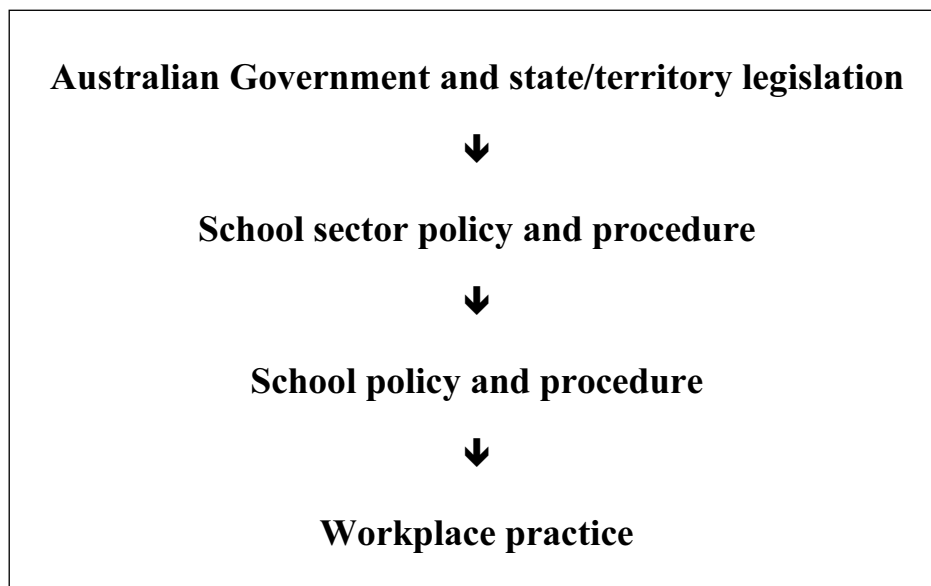 Australian Government and state/territory legislation
↓
School sector policy and procedure
↓
School policy and procedure
↓
Workplace practice